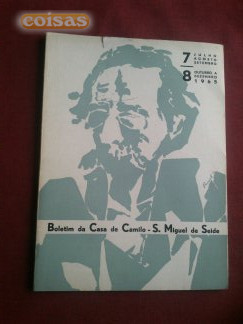 coisas
7 JULHO
AGOSTO
SETEMBRO
8 OUTUBRO A
DEZEMBRO
1965
Boletim da Casa de Camilo - S. Miguel de Seide